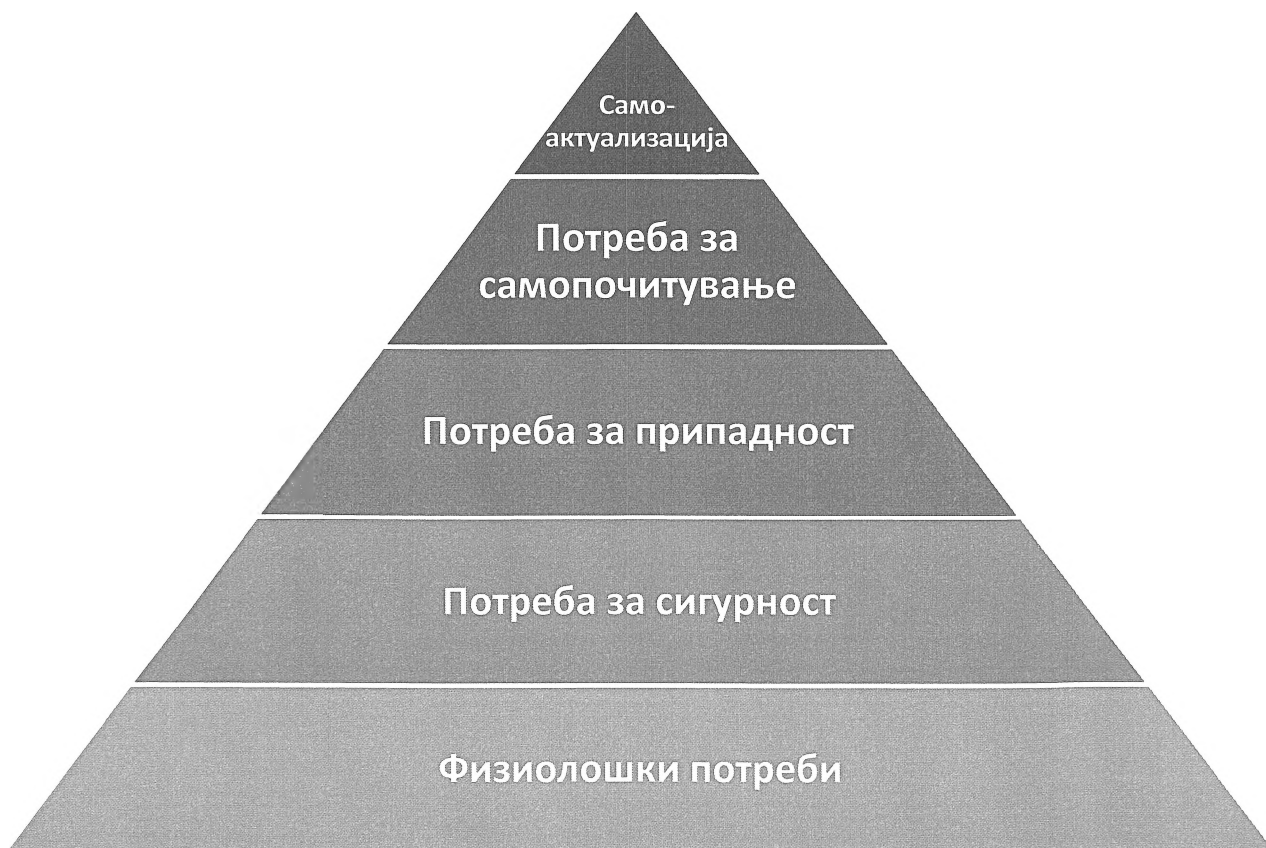 Само-
актуализација
Потреба за
самопочитување
Потреба за припадност
Потреба за сигурност
Физиолошки потреби